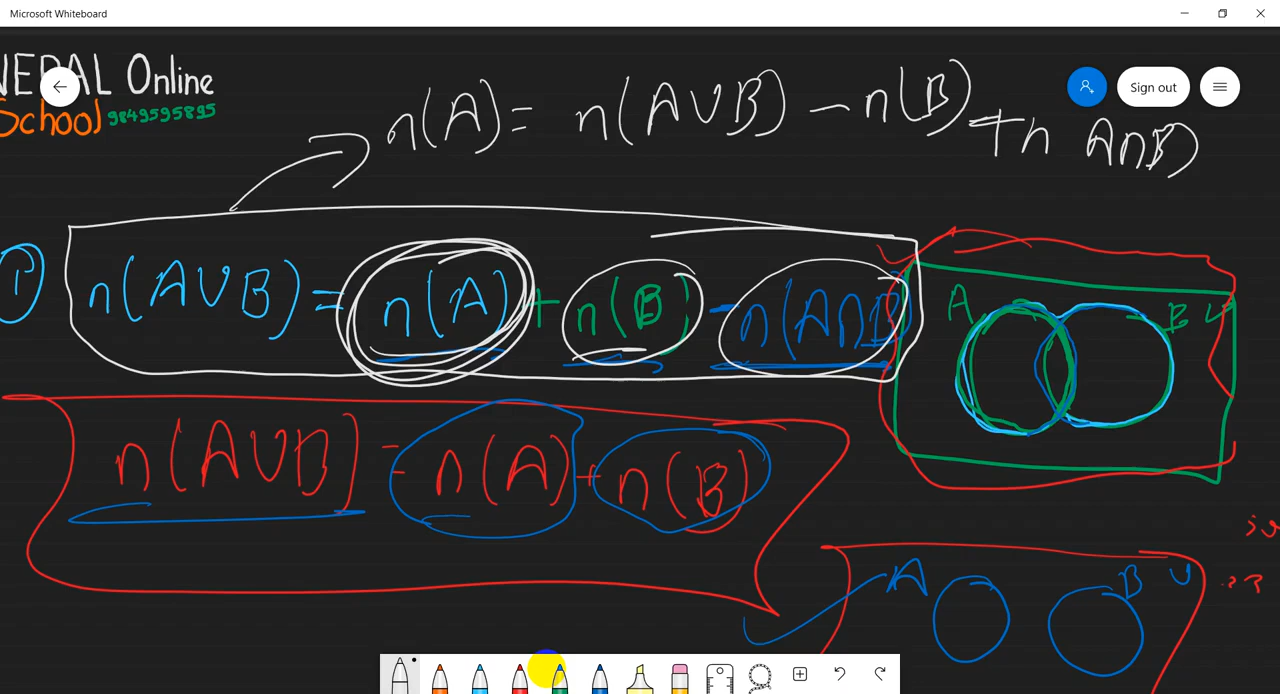 Microsoft Whiteboard
NEPAL Online
School 9849595895
Sign out
n(A) = n(A∪B) − n(B) + n A∩B)
n(A∪B) = n(A) + n(B) − n(A∩B)
A B U
n(A∪B) = n(A) + n(B)
A B U